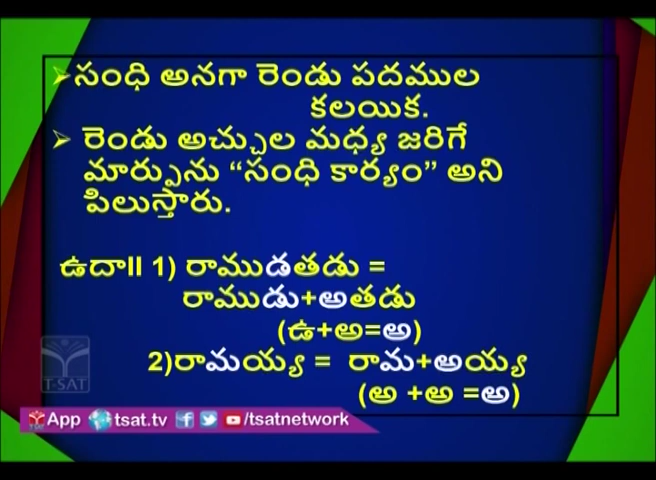 ➢సంధి అనగా రెండు పదముల
కలయిక.
➢ రెండు అచ్చుల మధ్య జరిగే
మార్పును “సంధి కార్యం” అని
పిలుస్తారు.
ఉదాII 1) రాముడతడు =
రాముడు+అతడు
(ఉ+అ=అ)
2)రామయ్య = రామ+అయ్య
(అ +అ =అ)
T-SAT
App tsat.tv /tsatnetwork